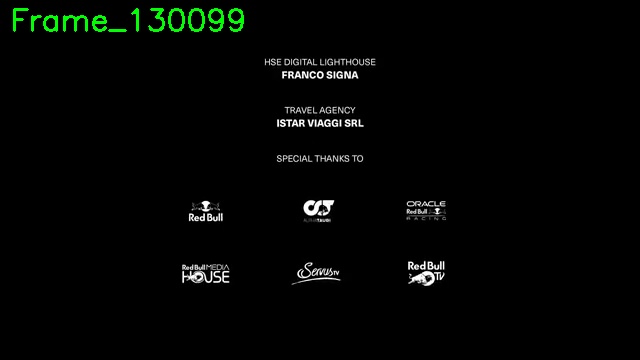 Frame_130099
HSE DIGITAL LIGHTHOUSE
FRANCO SIGNA
TRAVEL AGENCY
ISTAR VIAGGI SRL
SPECIAL THANKS TO
Red Bull
ALPHATAURI
ORACLE
Red Bull
RACING
Red Bull MEDIA
HOUSE
ServusTV
Red Bull
TV